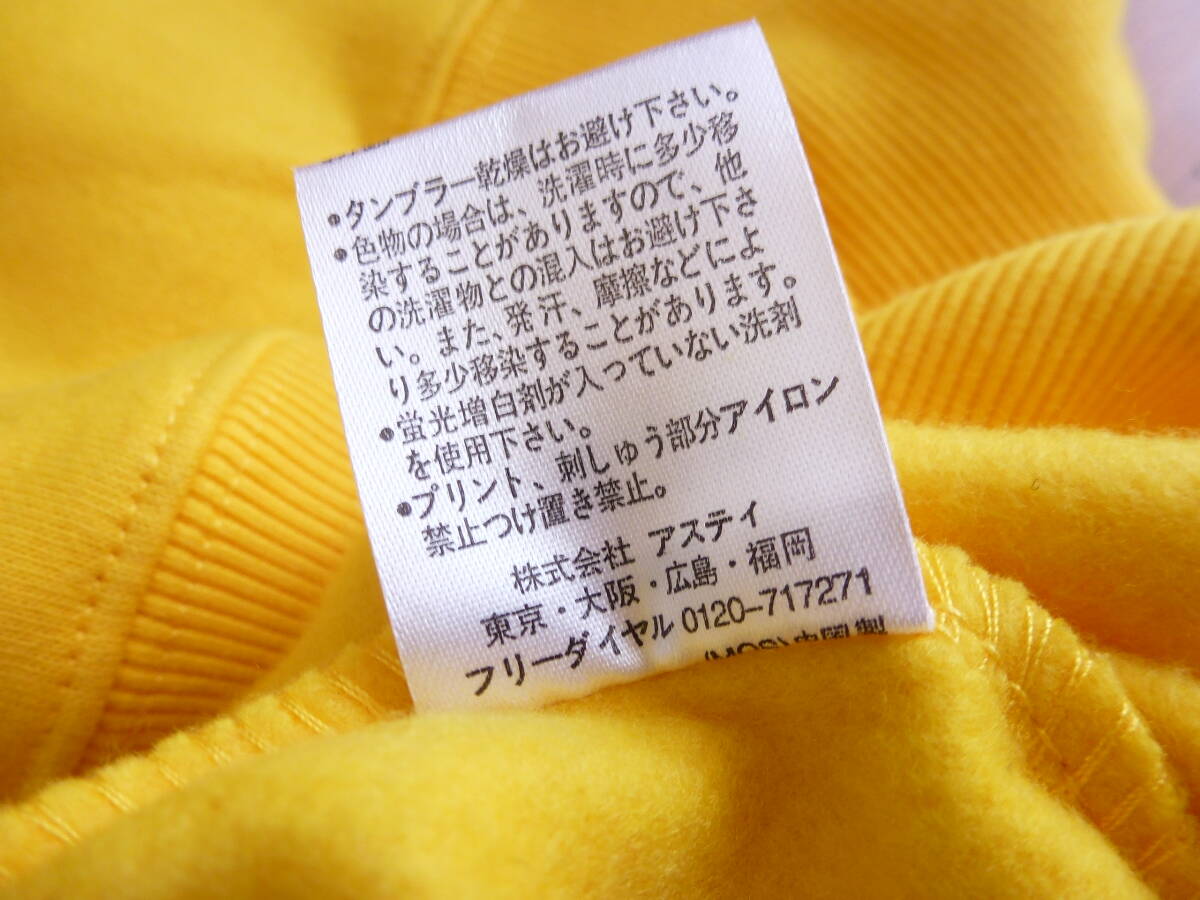 •タンブラー乾燥はお避け下さい。
•色物の場合は、洗濯時に多少移
染することがありますので、他
の洗濯物との混入はお避け下さ
い。また、発汗、摩擦などによ
り多少移染することがあります。
•蛍光増白剤が入っていない洗剤
を使用下さい。
•プリント、刺しゅう部分アイロン
禁止つけ置き禁止。
株式会社 アスティ
東京・大阪・広島・福岡
フリーダイヤル 0120-717271
(MOS)中国製